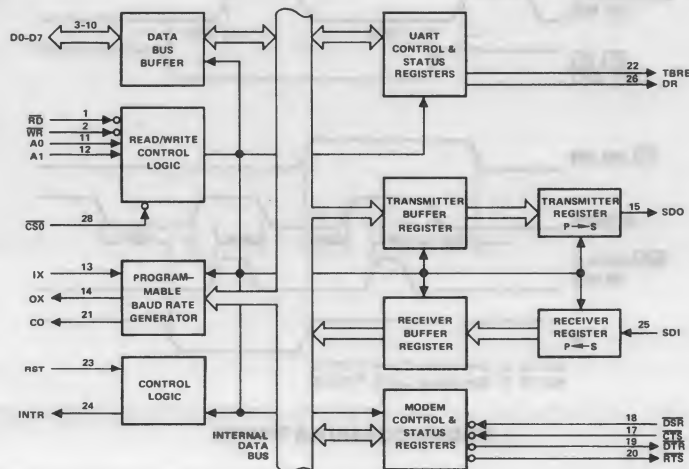 D0-D7
3-10
DATA
BUS
BUFFER
UART
CONTROL &
STATUS
REGISTERS
22
TBRE
26
DR
RD
1
WR
2
A0
11
A1
12
READ/WRITE
CONTROL
LOGIC
CS0
28
TRANSMITTER
BUFFER
REGISTER
TRANSMITTER
REGISTER
P→S
15
SDO
IX
13
OX
14
CO
21
PROGRAM–
MABLE
BAUD RATE
GENERATOR
RECEIVER
BUFFER
REGISTER
RECEIVER
REGISTER
P←S
25
SDI
RST
23
INTR
24
CONTROL
LOGIC
INTERNAL
DATA
BUS
MODEM
CONTROL &
STATUS
REGISTERS
18
DSR
17
CTS
19
DTR
20
RTS